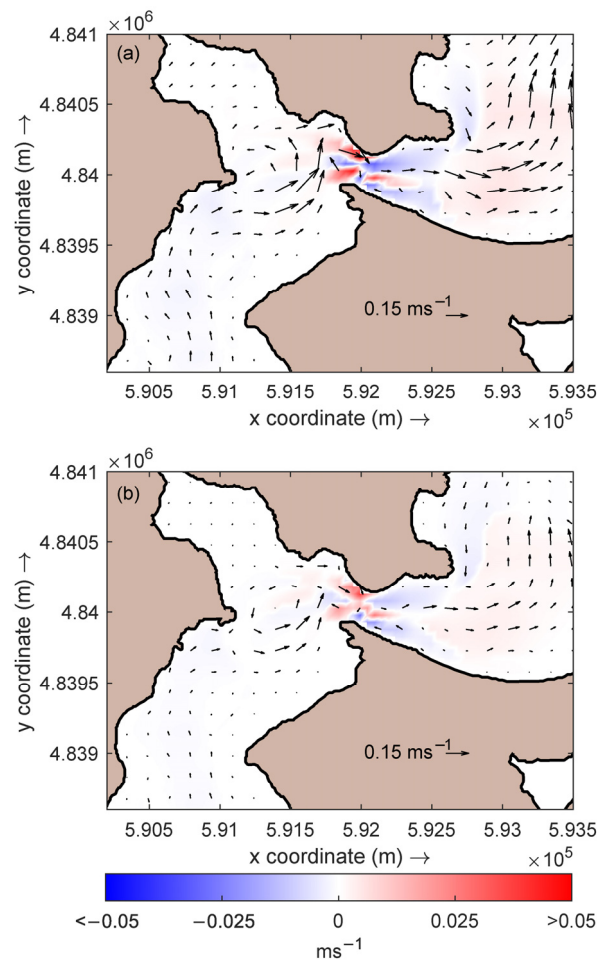 ×10⁶
4.841
(a)
4.8405
4.84
4.8395
4.839
y coordinate (m) →
0.15 ms⁻¹
5.905 5.91 5.915 5.92 5.925 5.93 5.935
x coordinate (m) →
×10⁵
×10⁶
4.841
(b)
4.8405
4.84
4.8395
4.839
y coordinate (m) →
0.15 ms⁻¹
5.905 5.91 5.915 5.92 5.925 5.93 5.935
x coordinate (m) →
×10⁵
<-0.05 -0.025 0 0.025 >0.05
ms⁻¹